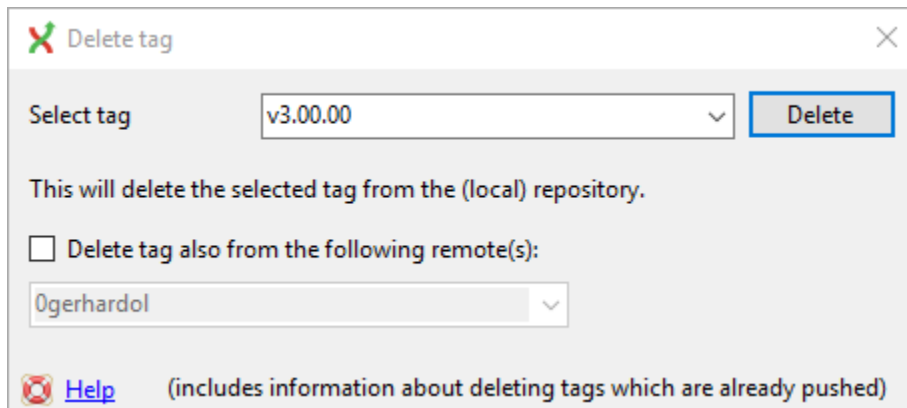 Delete tag
Select tag v3.00.00 Delete
This will delete the selected tag from the (local) repository.
Delete tag also from the following remote(s):
0gerhardol
Help (includes information about deleting tags which are already pushed)